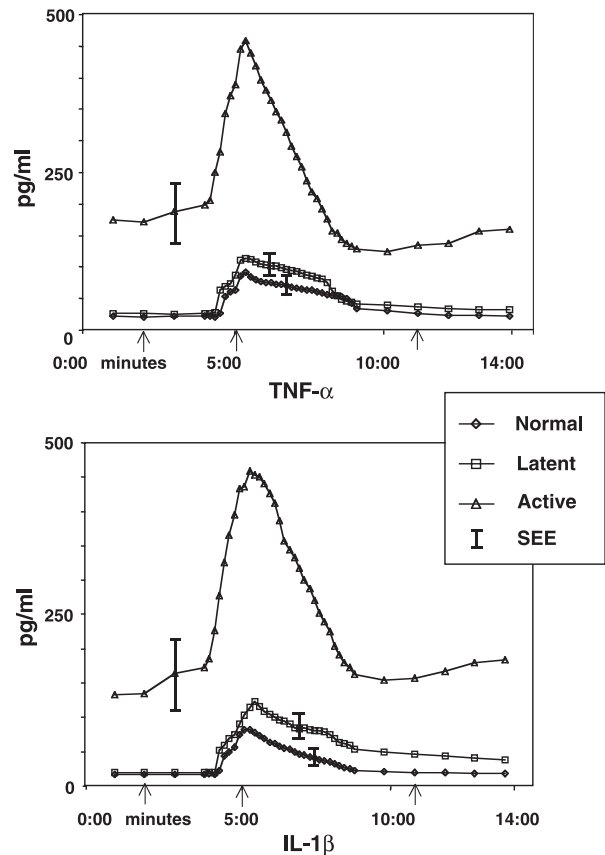 500
250
0
pg/ml
0:00 minutes 5:00 10:00 14:00
TNF-α
Normal
Latent
Active
SEE
500
250
0
pg/ml
0:00 minutes 5:00 10:00 14:00
IL-1β